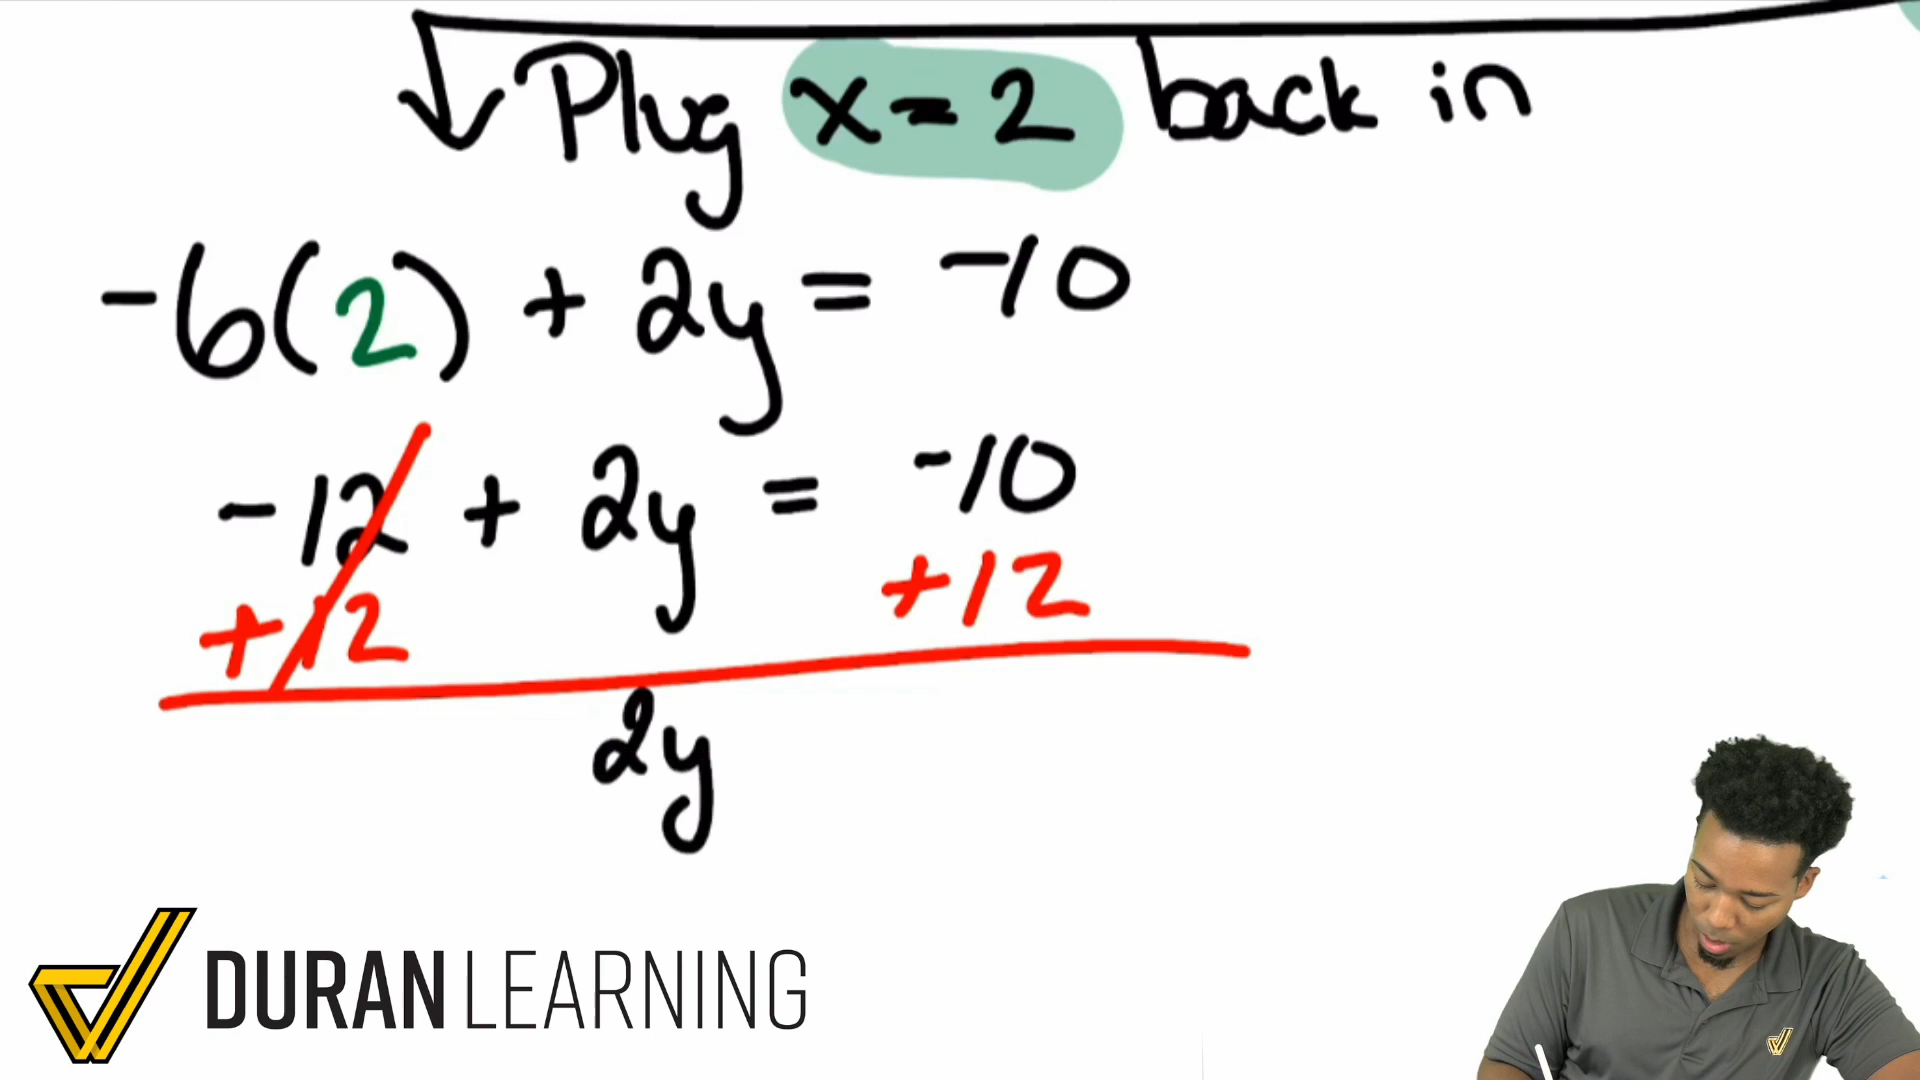 Plug x = 2 back in
-6(2) + 2y = -10
-12 + 2y = -10
+12 +12
2y
DURAN LEARNING